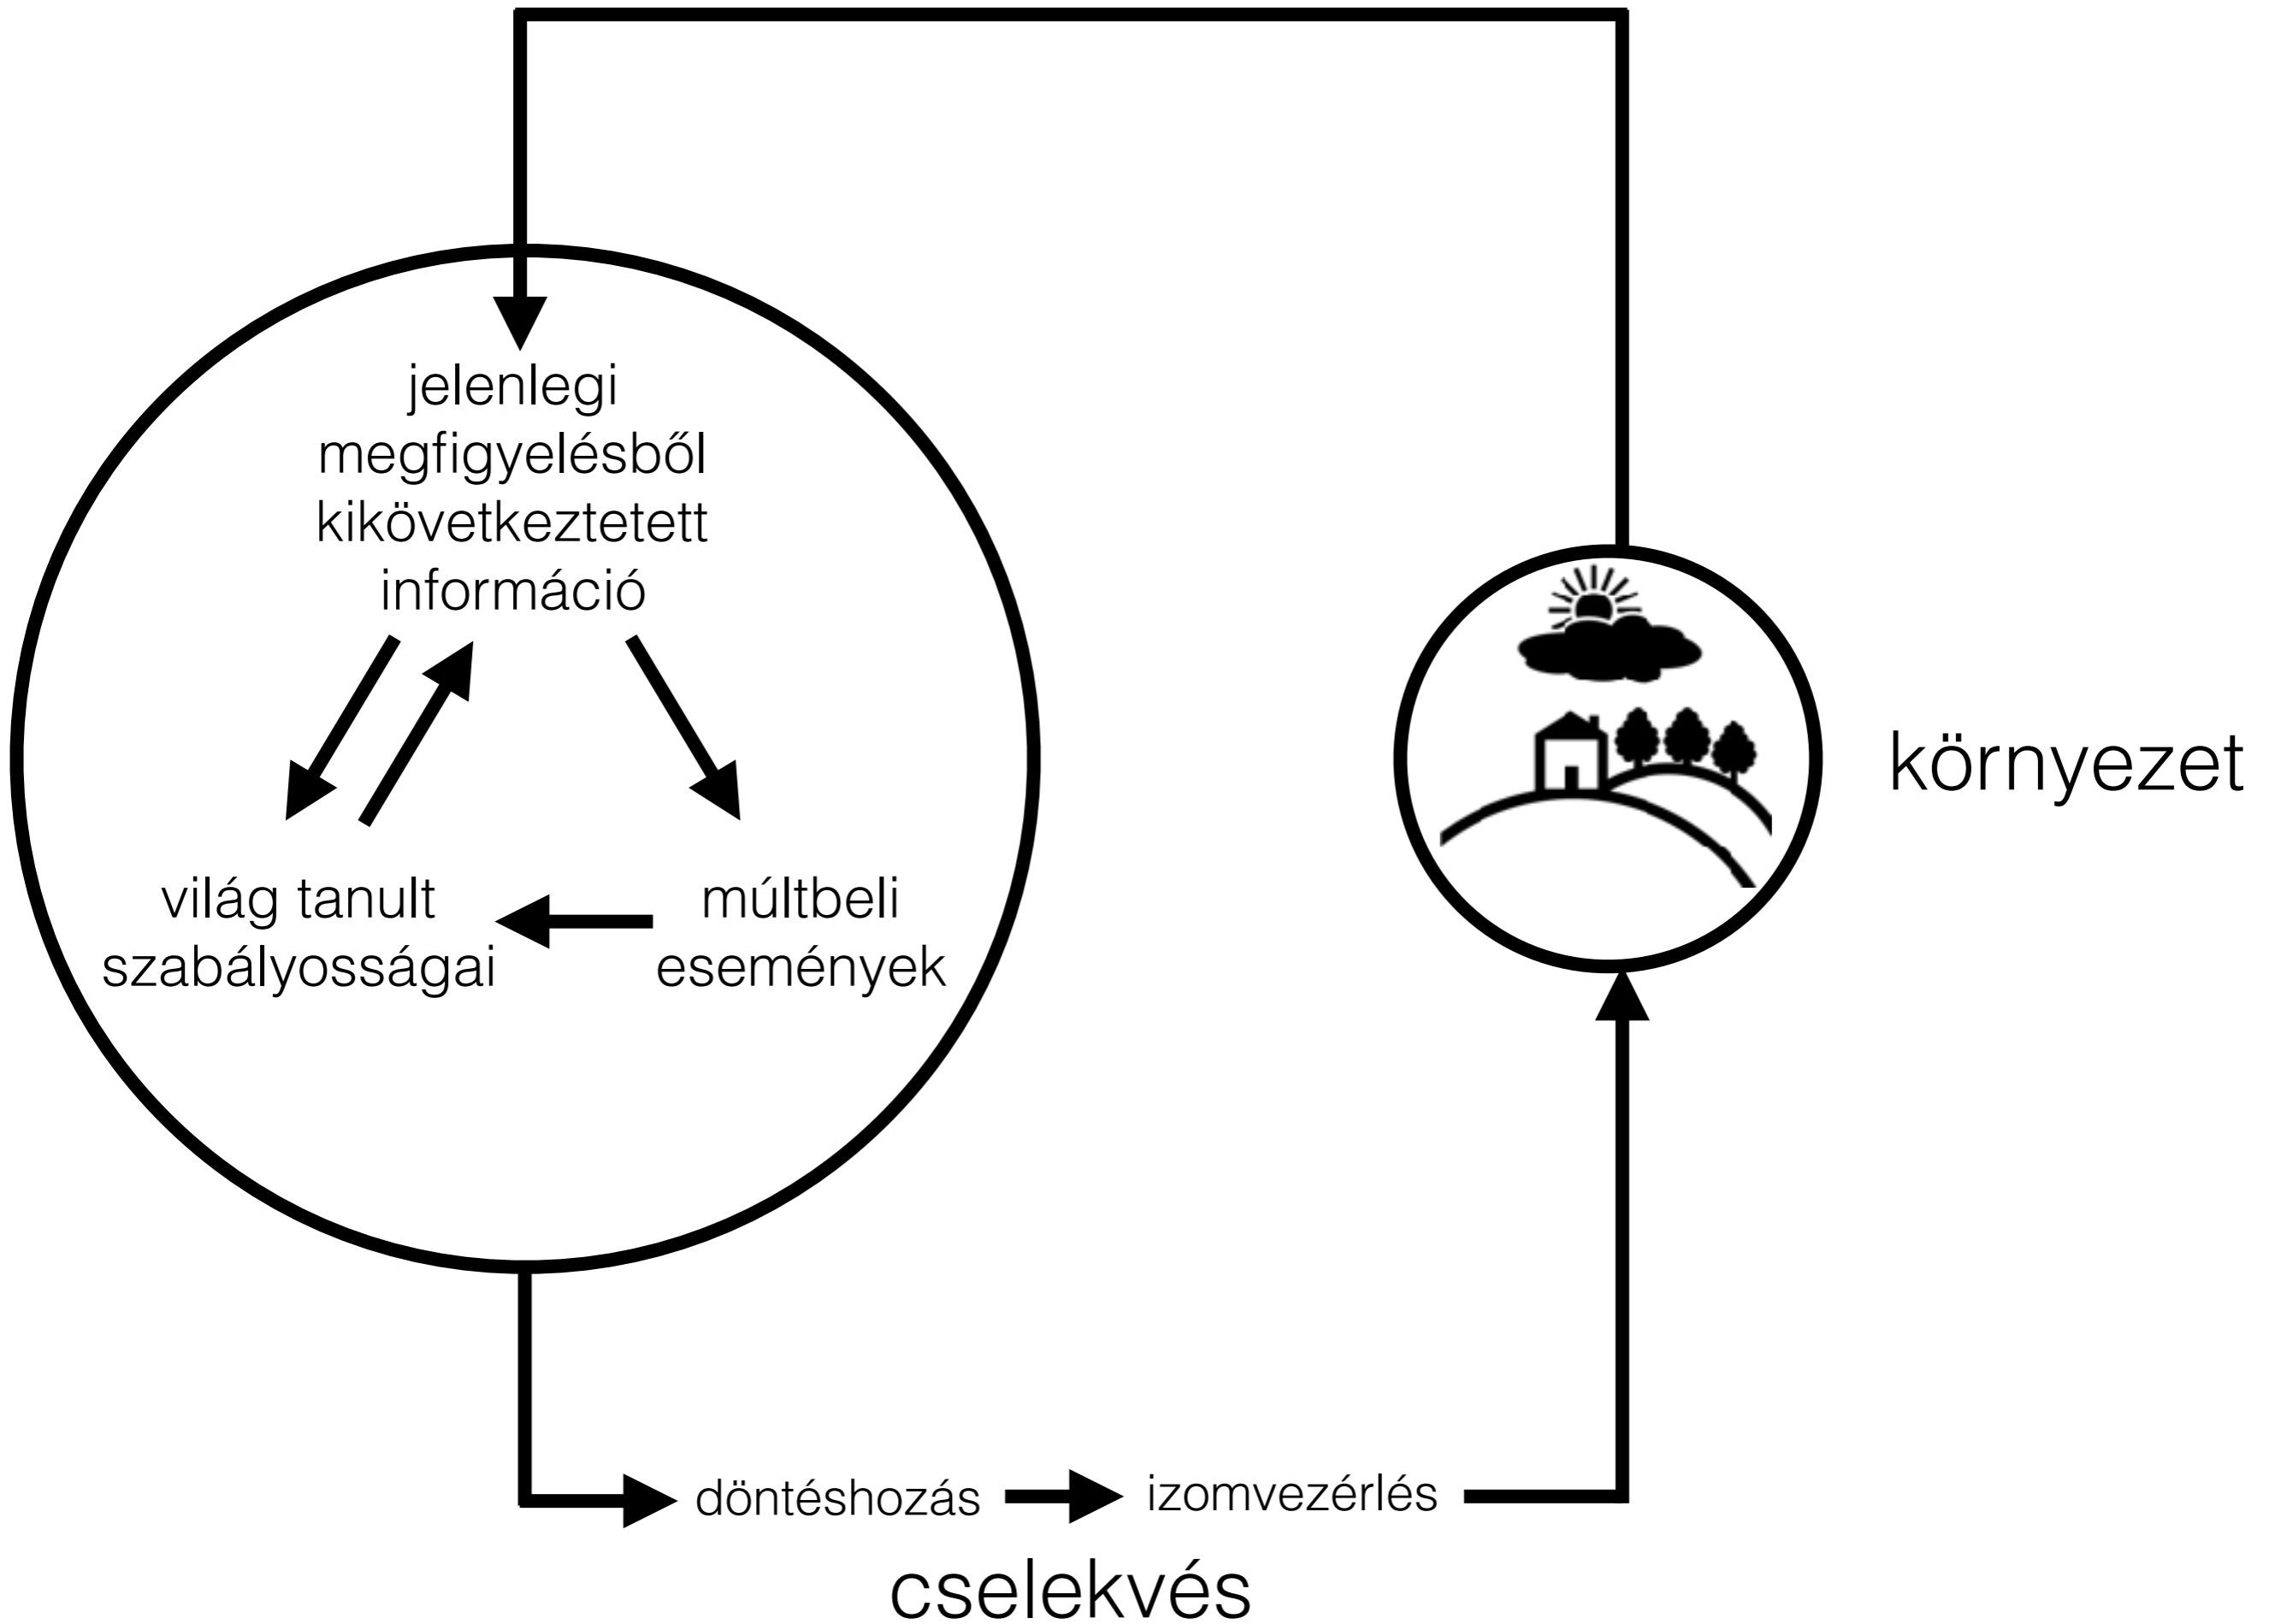 jelenlegi
megfigyelésből
kikövetkeztetett
információ
világ tanult
szabályosságai
múltbeli
események
környezet
döntéshozás
izomvezérlés
cselekvés